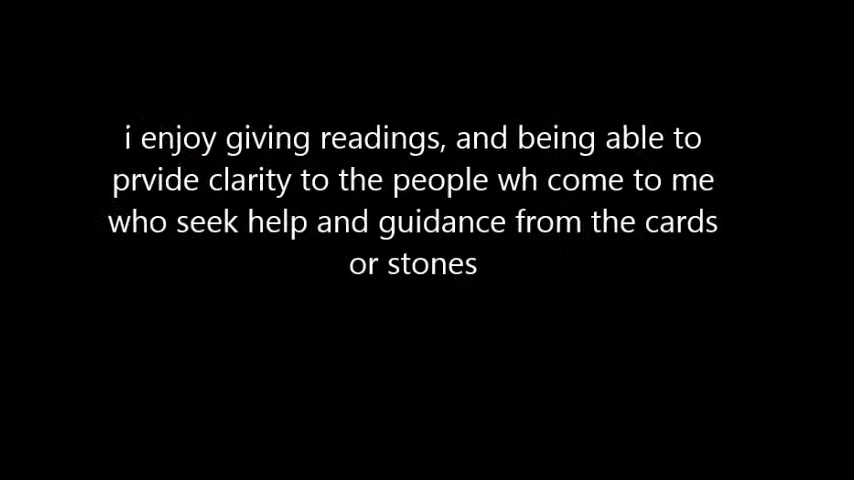 i enjoy giving readings, and being able to
prvide clarity to the people wh come to me
who seek help and guidance from the cards
or stones